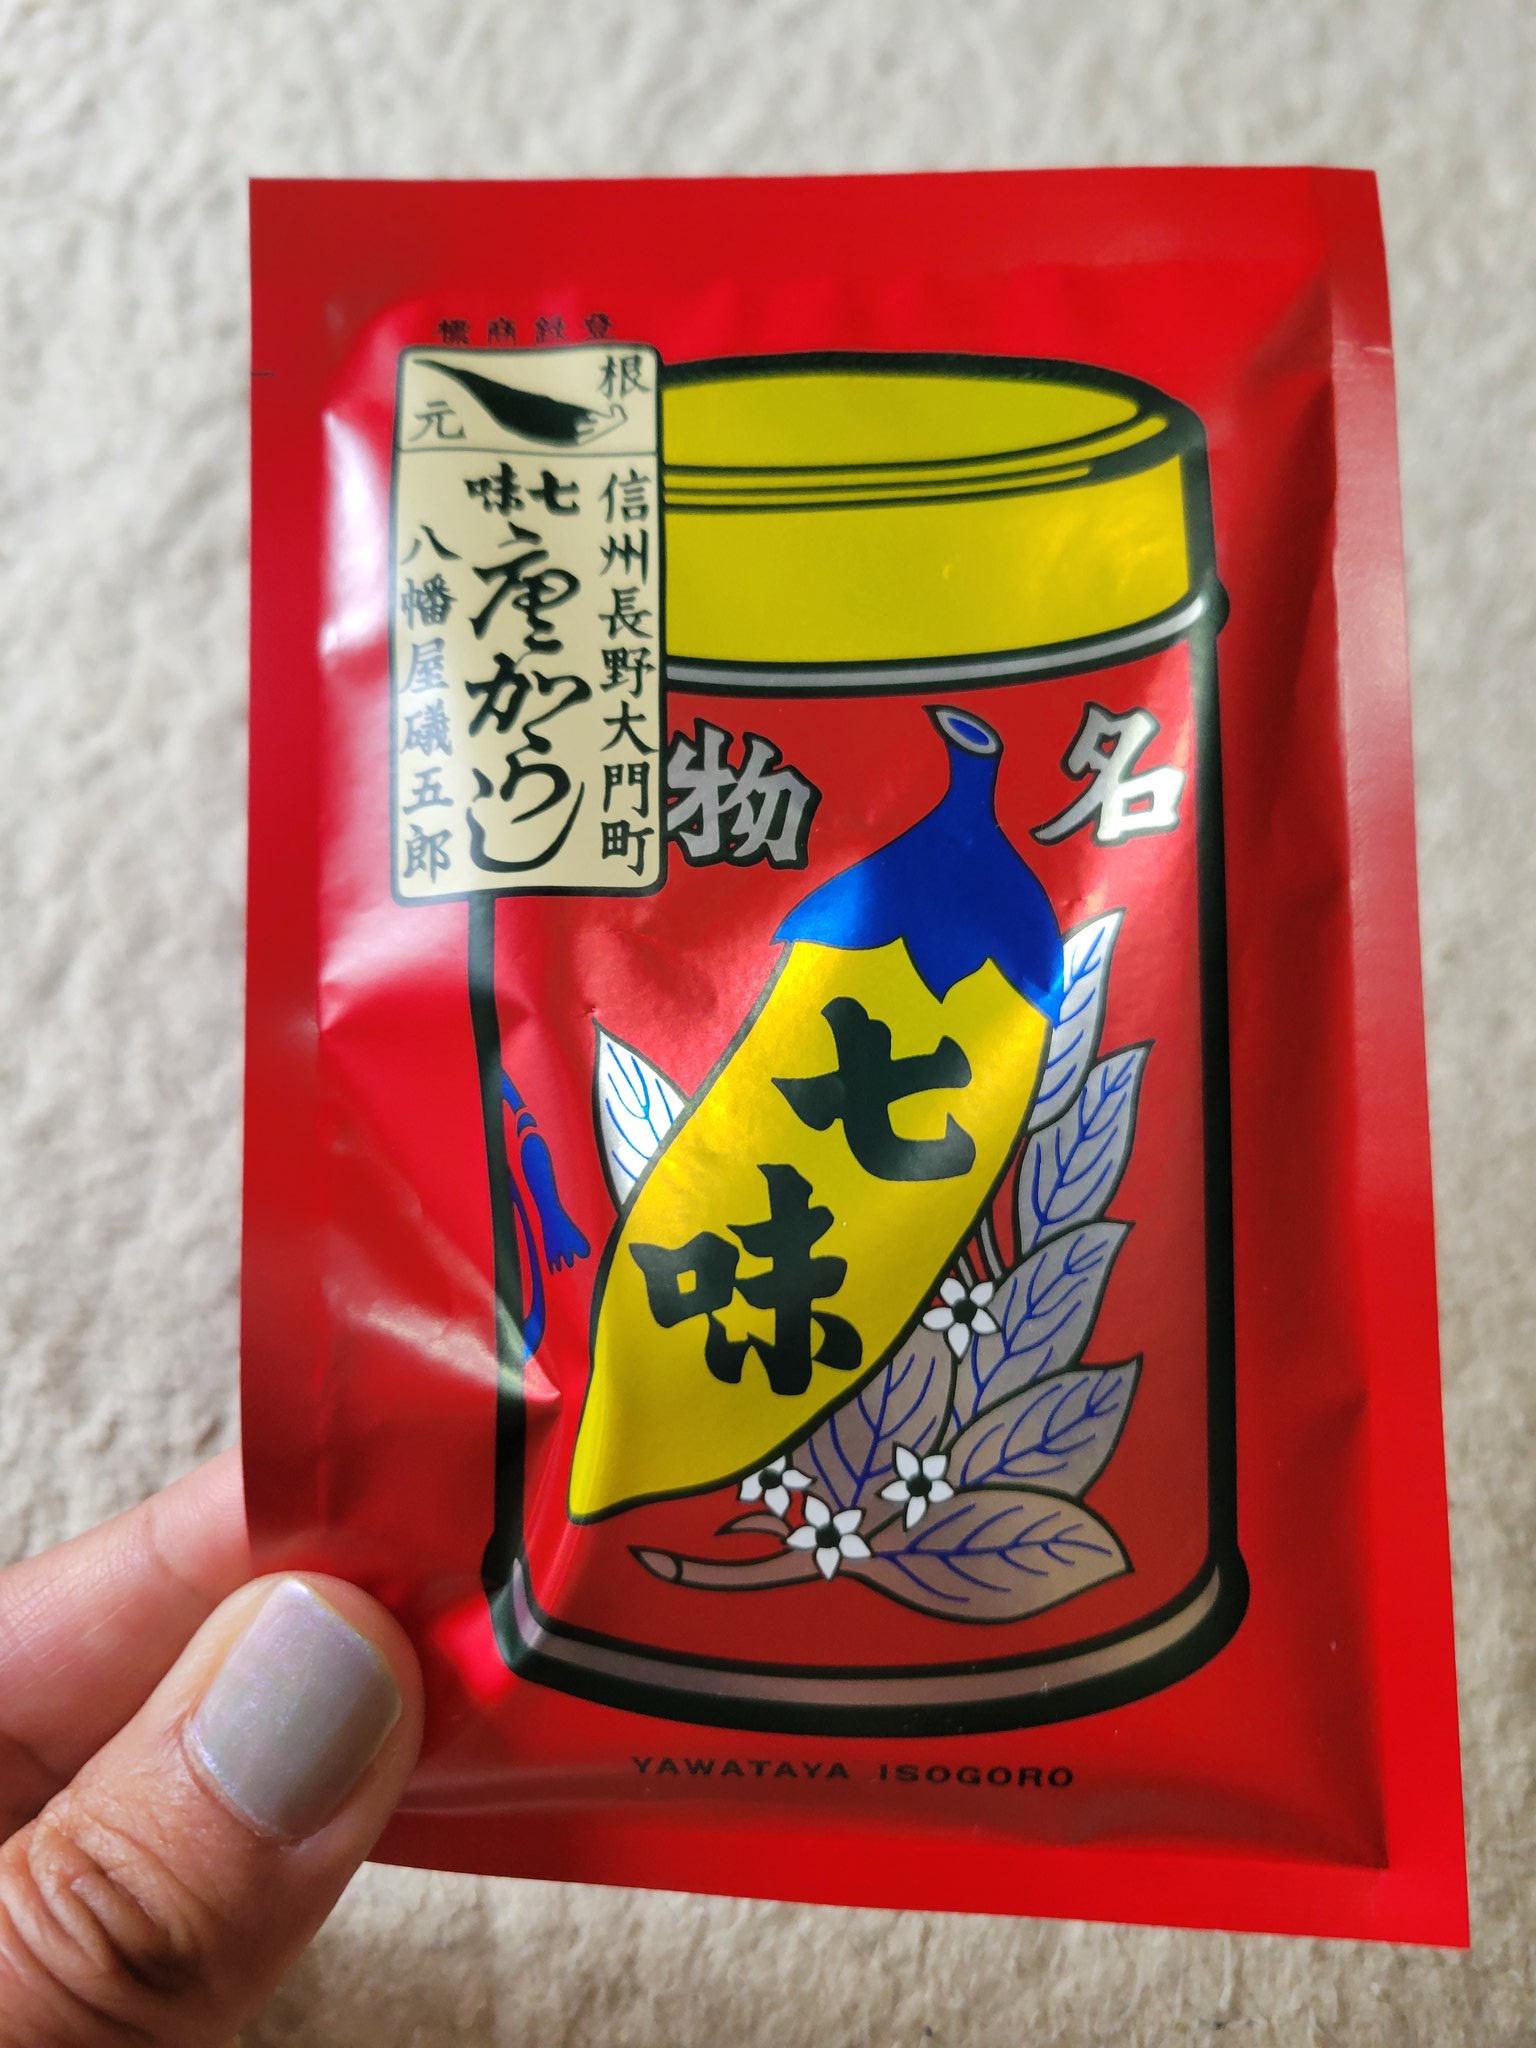 登録商標
根元
信州長野大門町
七味
唐がらし
八幡屋礒五郎
名物
七味
YAWATAYA ISOGORO